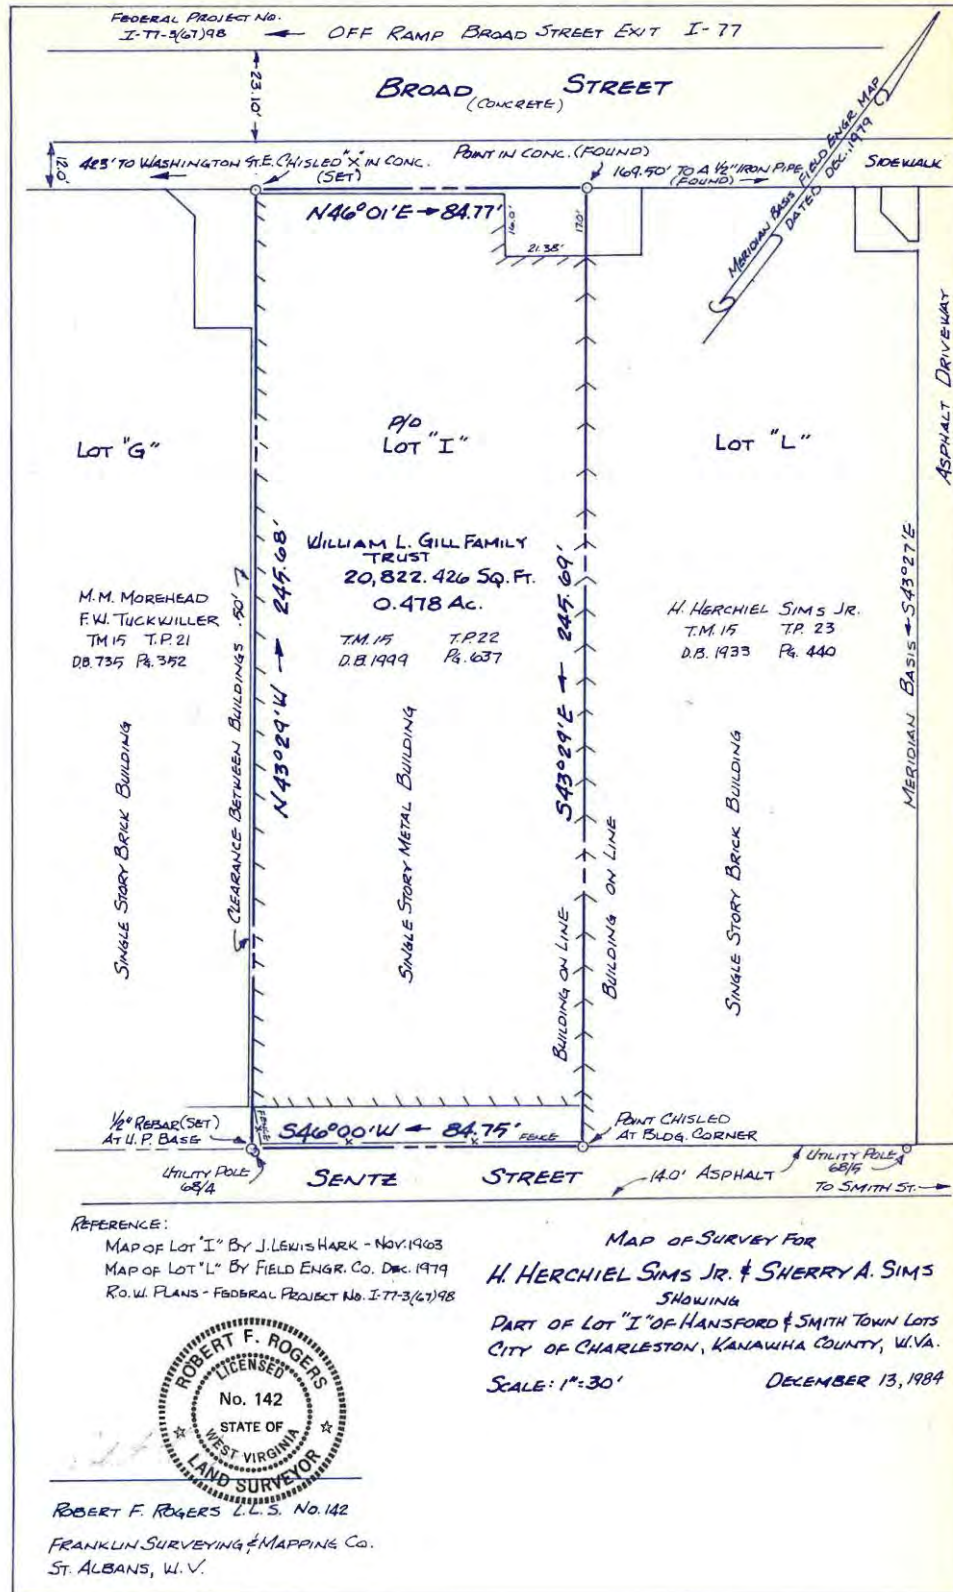 FEDERAL PROJECT NO.
I-77-3(67)98
OFF RAMP BROAD STREET EXIT I-77
23.10'
BROAD STREET
(CONCRETE)
12.0'
423' TO WASHINGTON ST. E. CHISLED "X" IN CONC.
(SET)
POINT IN CONC. (FOUND)
169.50' TO A 1/2" IRON PIPE
(FOUND)
SIDEWALK
MERIDIAN BASIS FIELD ENGR. MAP
DATED DEC. 1979
N46°01'E 84.77'
16.0'
21.38'
17.0'
ASPHALT DRIVEWAY
LOT "G"
P/O
LOT "I"
LOT "L"
WILLIAM L. GILL FAMILY
TRUST
20,822.426 SQ. FT.
0.478 AC.
T.M. 15 T.P. 22
D.B. 1999 PG. 637
M.M. MOREHEAD
F.W. TUCKWILLER
TM 15 T.P. 21
D.B. 735 PG. 352
H. HERCHIEL SIMS JR.
T.M. 15 T.P. 23
D.B. 1933 PG. 440
CLEARANCE BETWEEN BUILDINGS .50'
N43°29'W 245.68'
S43°29'E 245.69'
MERIDIAN BASIS S43°27'E
SINGLE STORY BRICK BUILDING
SINGLE STORY METAL BUILDING
BUILDING ON LINE
BUILDING ON LINE
SINGLE STORY BRICK BUILDING
1/2" REBAR (SET)
AT U.P. BASE
FENCE
S46°00'W 84.75'
FENCE
POINT CHISLED
AT BLDG. CORNER
UTILITY POLE
68/4
SENTZ STREET
14.0' ASPHALT
UTILITY POLE
68/5
TO SMITH ST.
REFERENCE:
MAP OF LOT "I" BY J. LEWIS HARK - NOV. 1963
MAP OF LOT "L" BY FIELD ENGR. CO. DEC. 1979
R.O.W. PLANS - FEDERAL PROJECT NO. I-77-3(67)98
MAP OF SURVEY FOR
H. HERCHIEL SIMS JR. & SHERRY A. SIMS
SHOWING
PART OF LOT "I" OF HANSFORD & SMITH TOWN LOTS
CITY OF CHARLESTON, KANAWHA COUNTY, W.VA.
SCALE: 1"=30' DECEMBER 13, 1984
ROBERT F. ROGERS
LICENSED
No. 142
STATE OF
WEST VIRGINIA
LAND SURVEYOR
ROBERT F. ROGERS L.L.S. NO. 142
FRANKLIN SURVEYING & MAPPING CO.
ST. ALBANS, W.V.